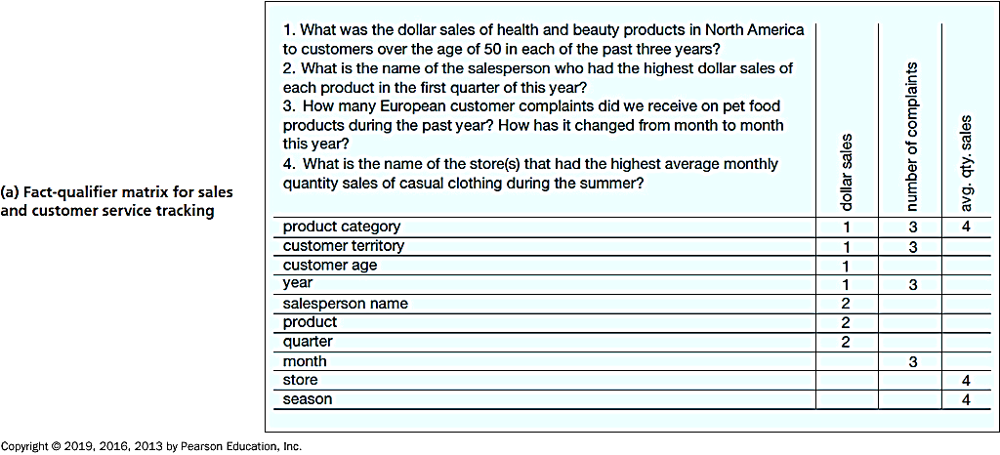 1. What was the dollar sales of health and beauty products in North America
to customers over the age of 50 in each of the past three years?
2. What is the name of the salesperson who had the highest dollar sales of
each product in the first quarter of this year?
3. How many European customer complaints did we receive on pet food
products during the past year? How has it changed from month to month
this year?
4. What is the name of the store(s) that had the highest average monthly
quantity sales of casual clothing during the summer?
dollar sales
number of complaints
avg. qty. sales
(a) Fact-qualifier matrix for sales
and customer service tracking
product category 1 3 4
customer territory 1 3
customer age 1
year 1 3
salesperson name 2
product 2
quarter 2
month 3
store 4
season 4
Copyright © 2019, 2016, 2013 by Pearson Education, Inc.